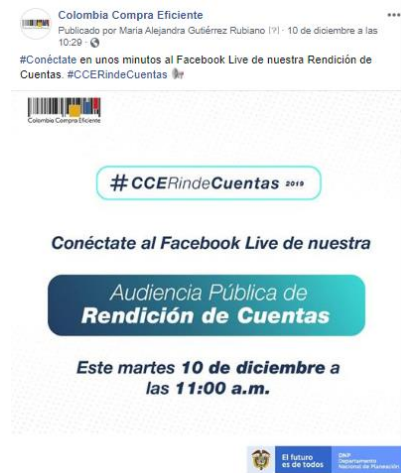 Colombia Compra Eficiente
Publicado por Maria Alejandra Gutiérrez Rubiano [?] · 10 de diciembre a las
10:29 ·
#Conéctate en unos minutos al Facebook Live de nuestra Rendición de
Cuentas. #CCERindeCuentas
Colombia Compra Eficiente
#CCERindeCuentas 2019
Conéctate al Facebook Live de nuestra
Audiencia Pública de
Rendición de Cuentas
Este martes 10 de diciembre a
las 11:00 a.m.
El futuro
es de todos
DNP
Departamento
Nacional de Planeación